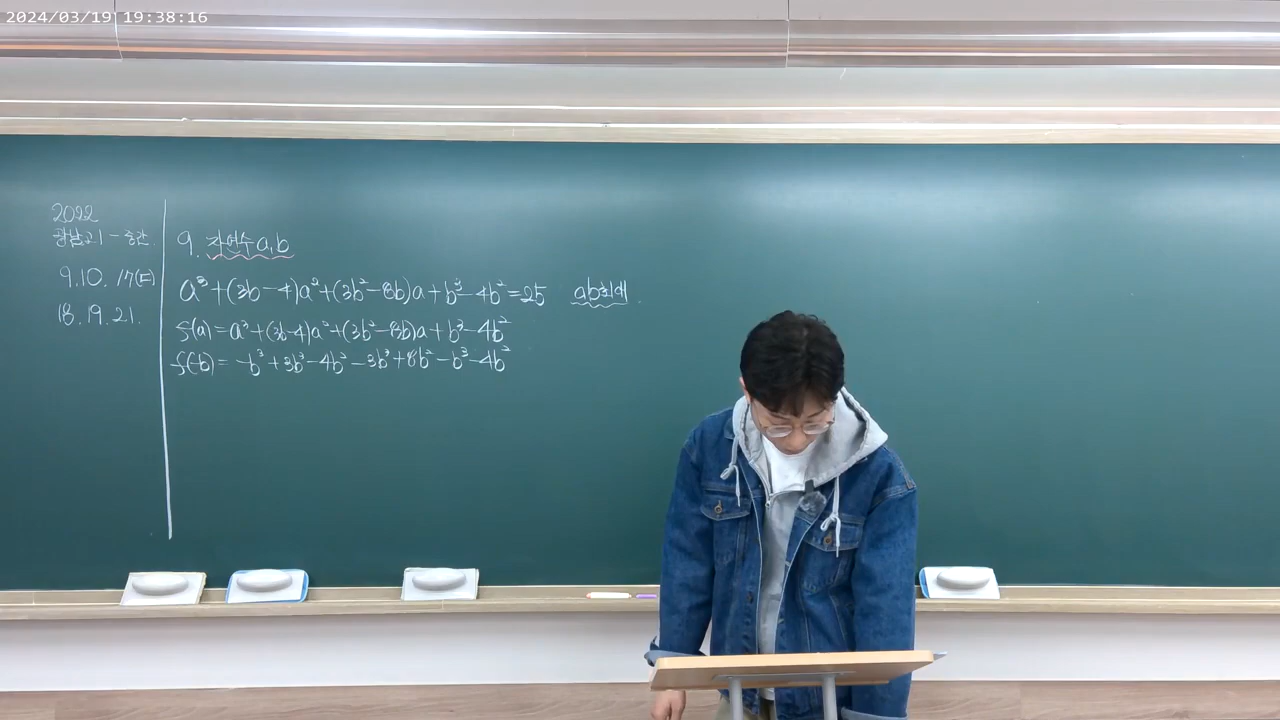 2024/03/19 19:38:16
2022
광남고1-중간
9.10. 17(E)
18.19.21.
9. 자연수 a,b
a³+(3b-4)a²+(3b²-8b)a+b³-4b²=25 ab최대.
f(a)=a³+(3b-4)a²+(3b²-8b)a+b³-4b²
f(-b)= -b³+3b³-4b²-3b³+8b²-b³-4b²